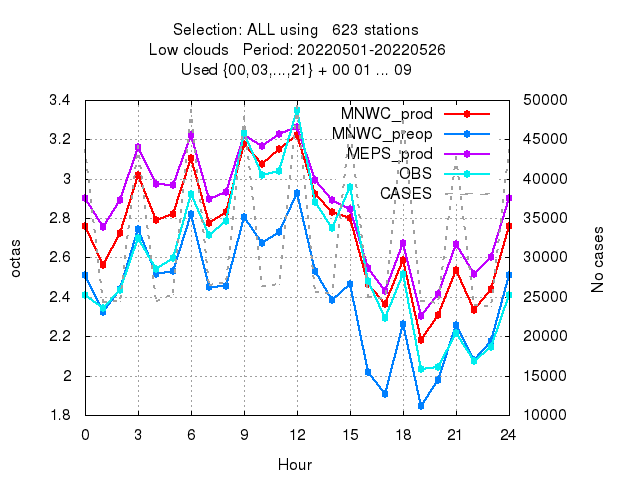 Selection: ALL using   623 stations
Low clouds   Period: 20220501-20220526
Used {00,03,...,21} + 00 01 ... 09
MNWC_prod
MNWC_preop
MEPS_prod
OBS
CASES
3.4
3.2
3
2.8
2.6
2.4
2.2
2
1.8
50000
45000
40000
35000
30000
25000
20000
15000
10000
0 3 6 9 12 15 18 21 24
octas
No cases
Hour